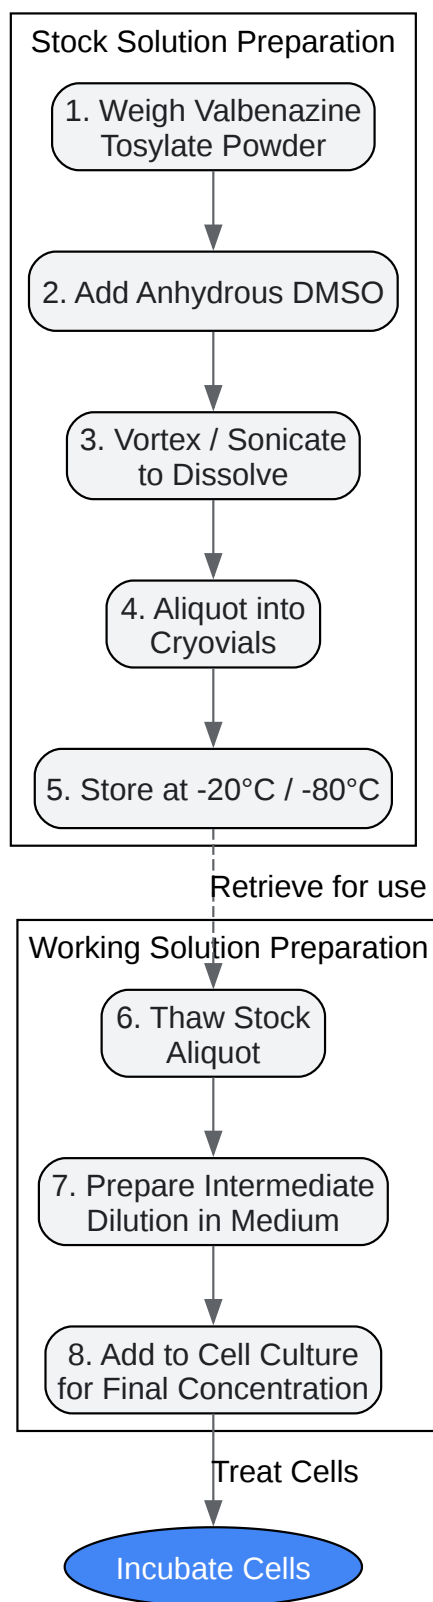 Stock Solution Preparation
1. Weigh Valbenazine
Tosylate Powder
2. Add Anhydrous DMSO
3. Vortex / Sonicate
to Dissolve
4. Aliquot into
Cryovials
5. Store at -20°C / -80°C
Retrieve for use
Working Solution Preparation
6. Thaw Stock
Aliquot
7. Prepare Intermediate
Dilution in Medium
8. Add to Cell Culture
for Final Concentration
Treat Cells
Incubate Cells